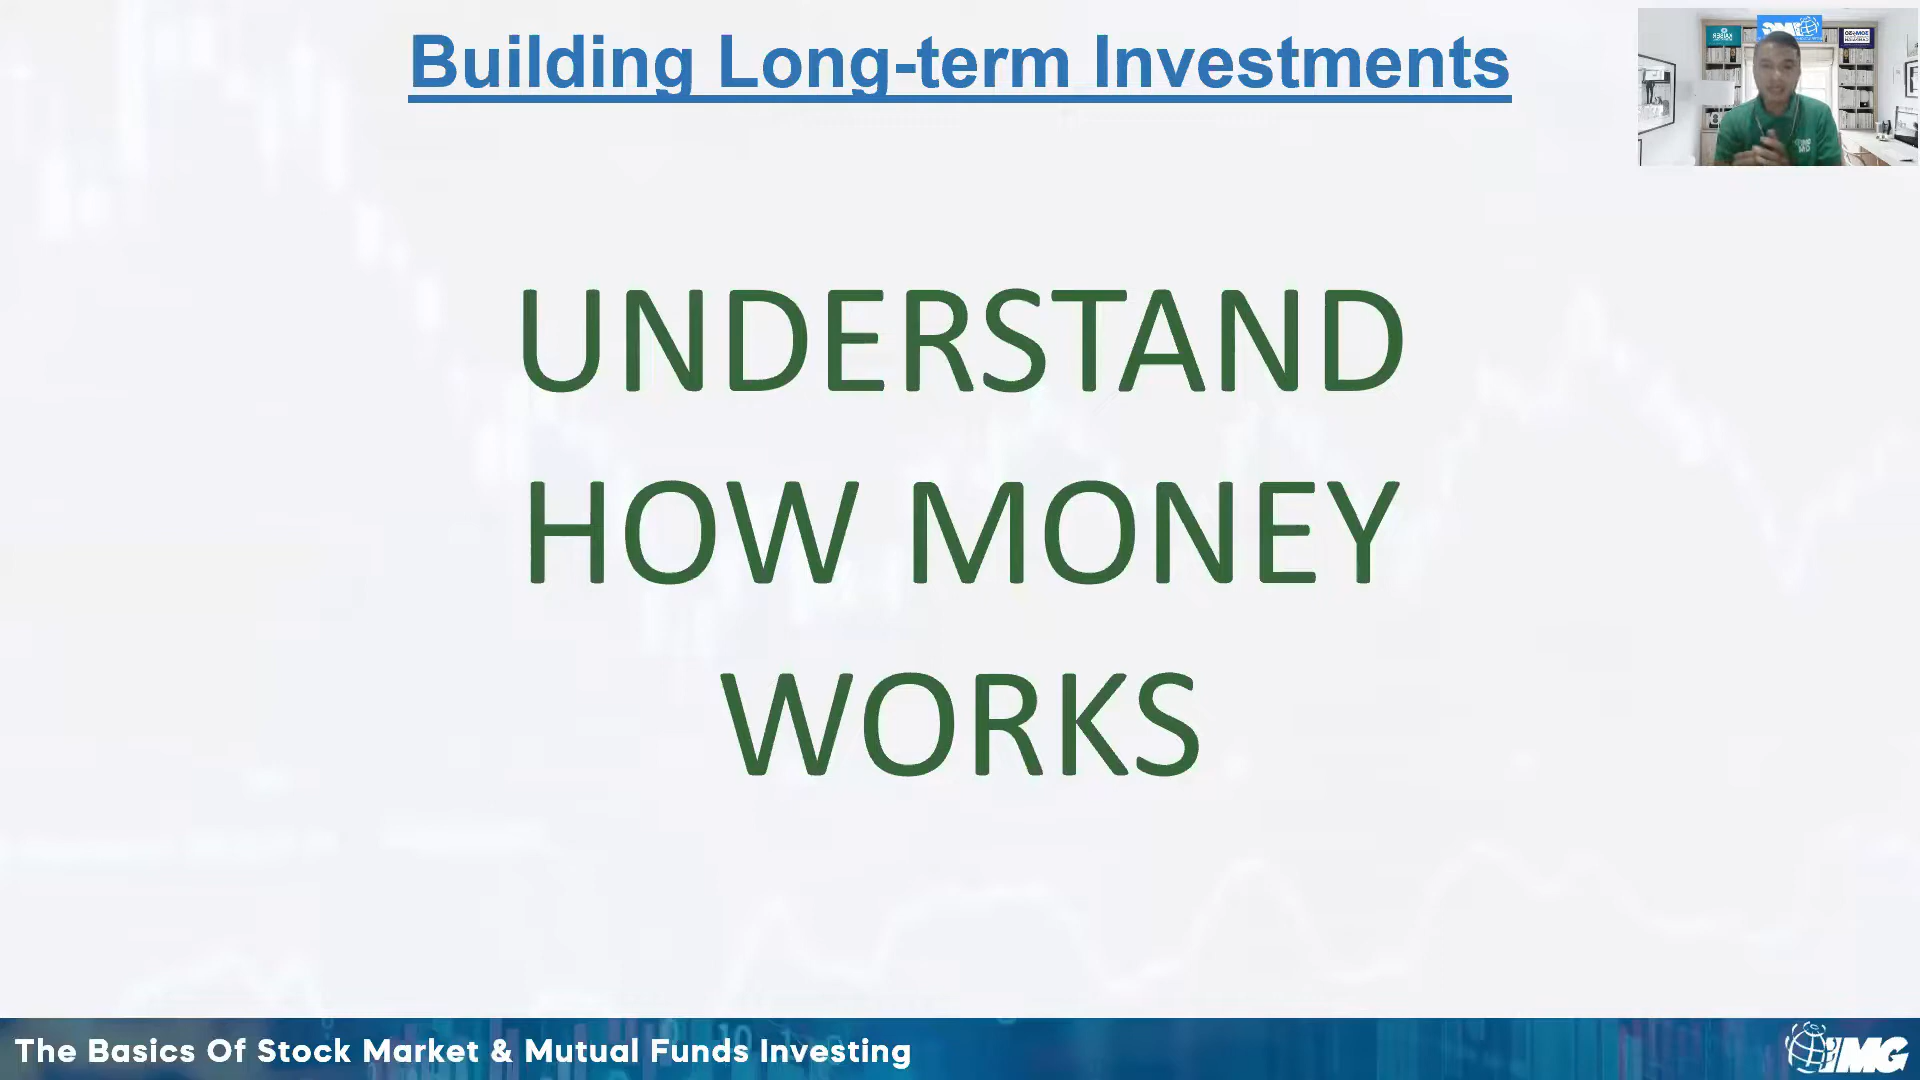 Building Long-term Investments
UNDERSTAND
HOW MONEY
WORKS
The Basics Of Stock Market & Mutual Funds Investing
IMG